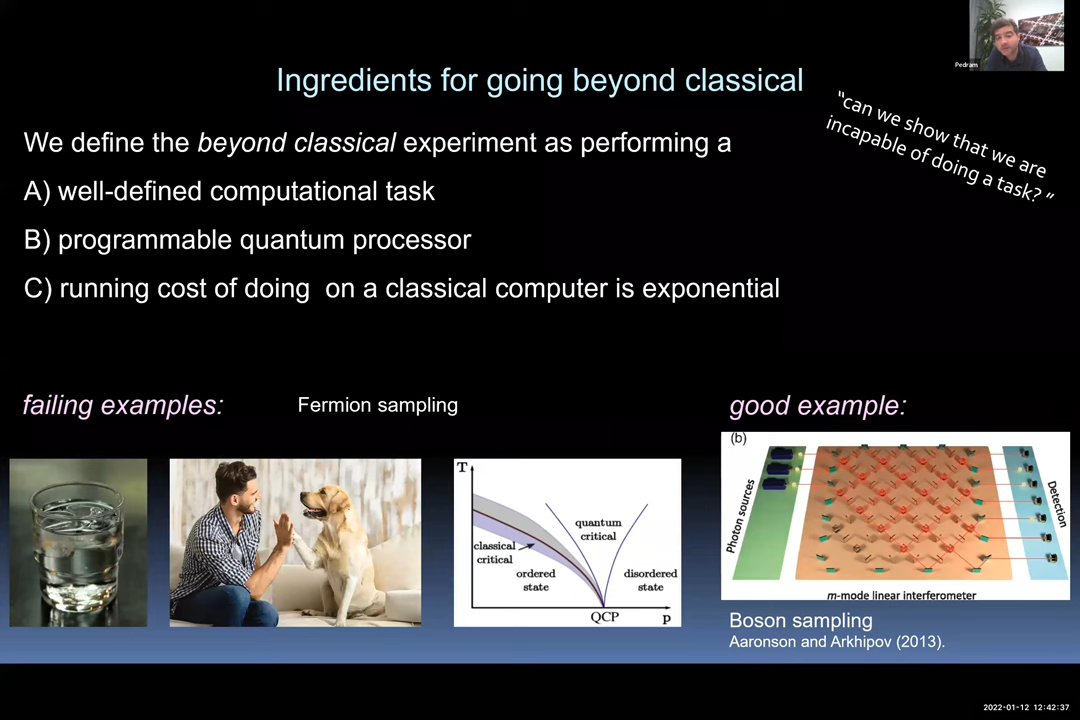 Pedram
Ingredients for going beyond classical
"can we show that we are
incapable of doing a task? "
We define the beyond classical experiment as performing a
A) well-defined computational task
B) programmable quantum processor
C) running cost of doing  on a classical computer is exponential
failing examples:
Fermion sampling
good example:
T
quantum
critical
classical
critical
ordered
state
disordered
state
QCP
p
(b)
Photon sources
Detection
m-mode linear interferometer
Boson sampling
Aaronson and Arkhipov (2013).
2022-01-12 12:42:37